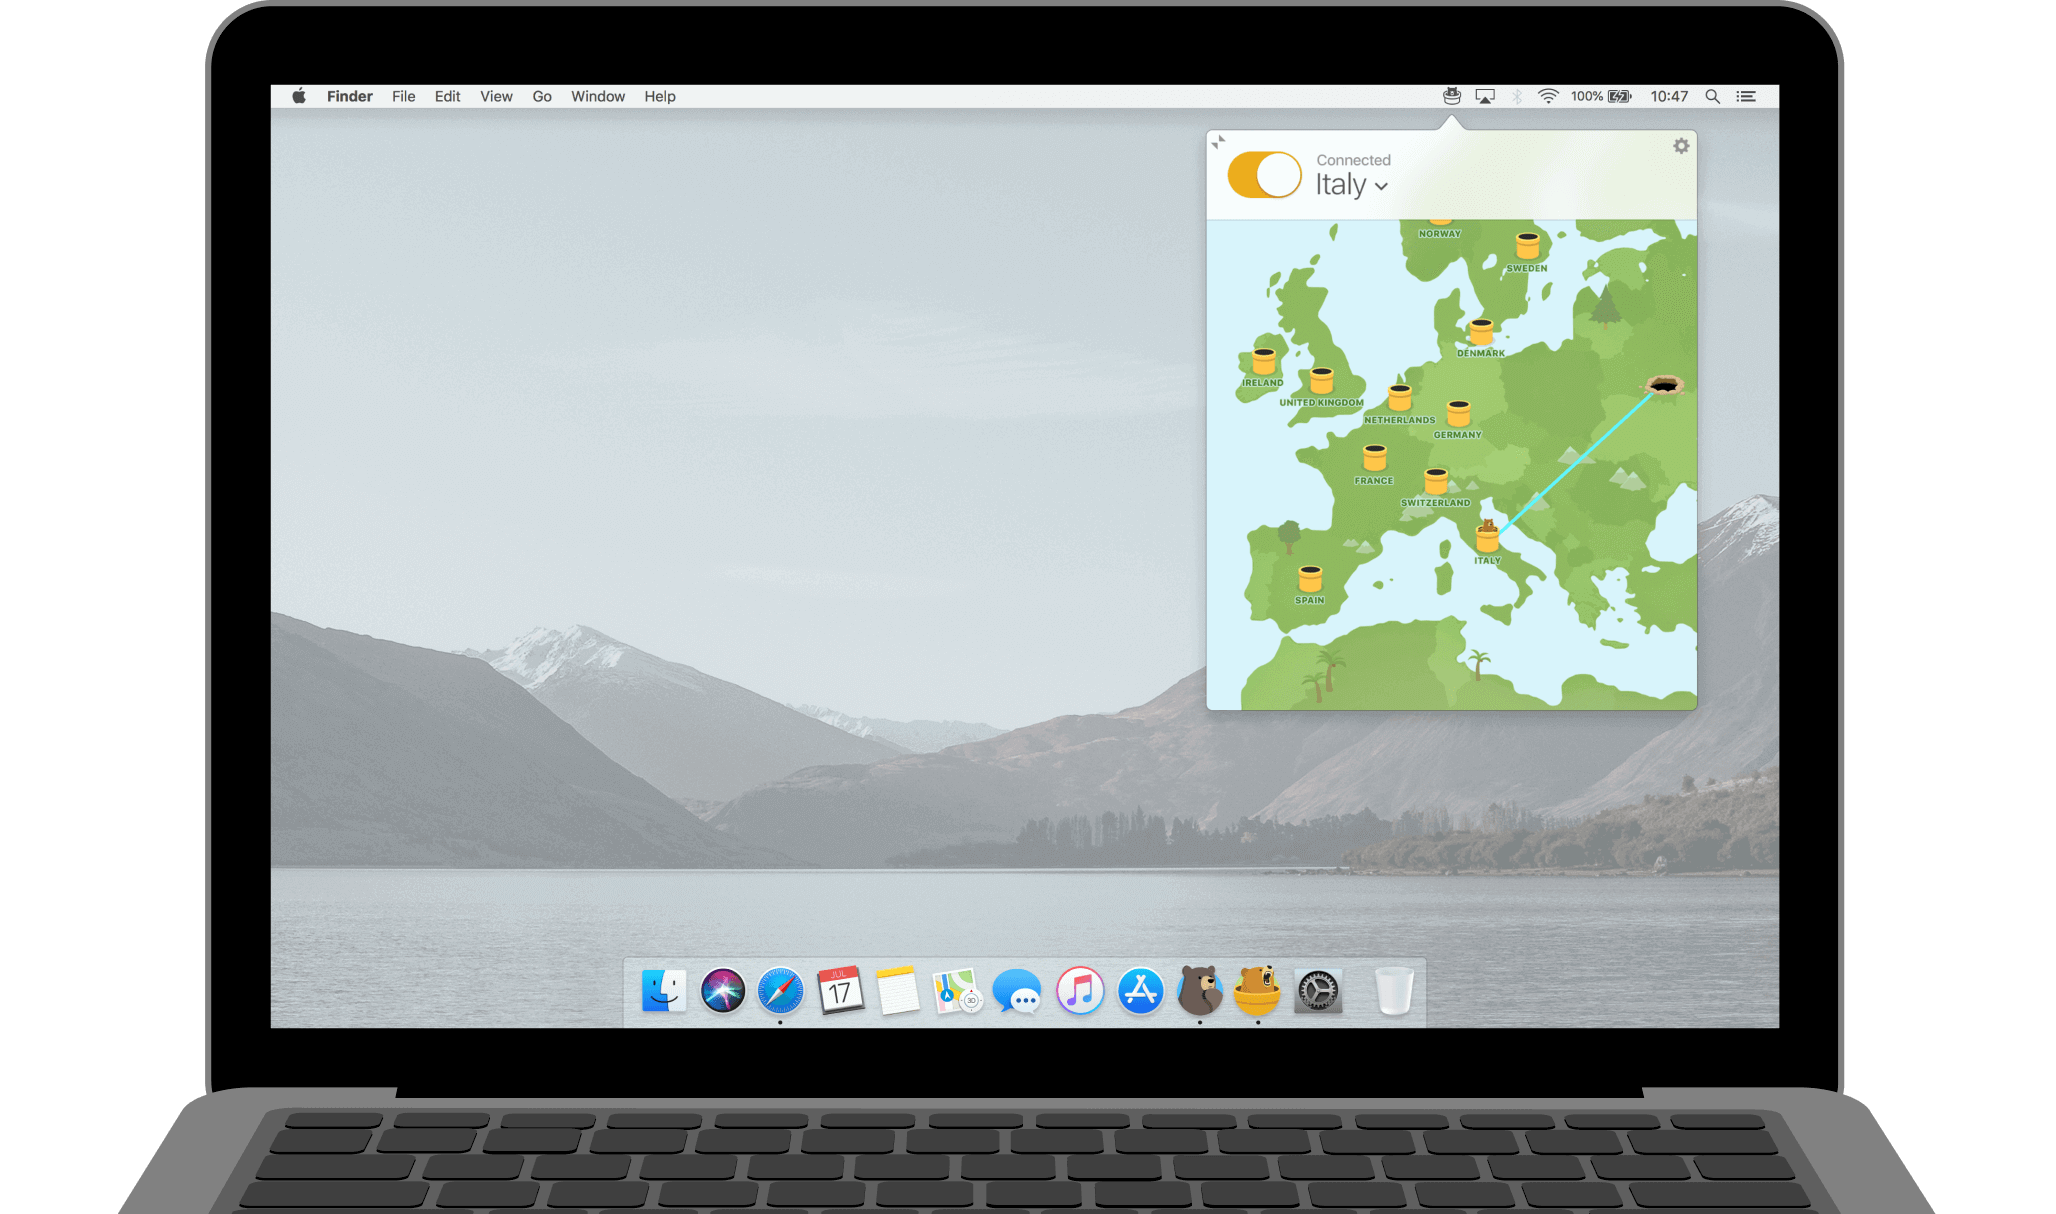 Finder File Edit View Go Window Help 100% 10:47
Connected
Italy
NORWAY
SWEDEN
DENMARK
IRELAND
UNITED KINGDOM
NETHERLANDS
GERMANY
FRANCE
SWITZERLAND
ITALY
SPAIN
JUL
17
3D